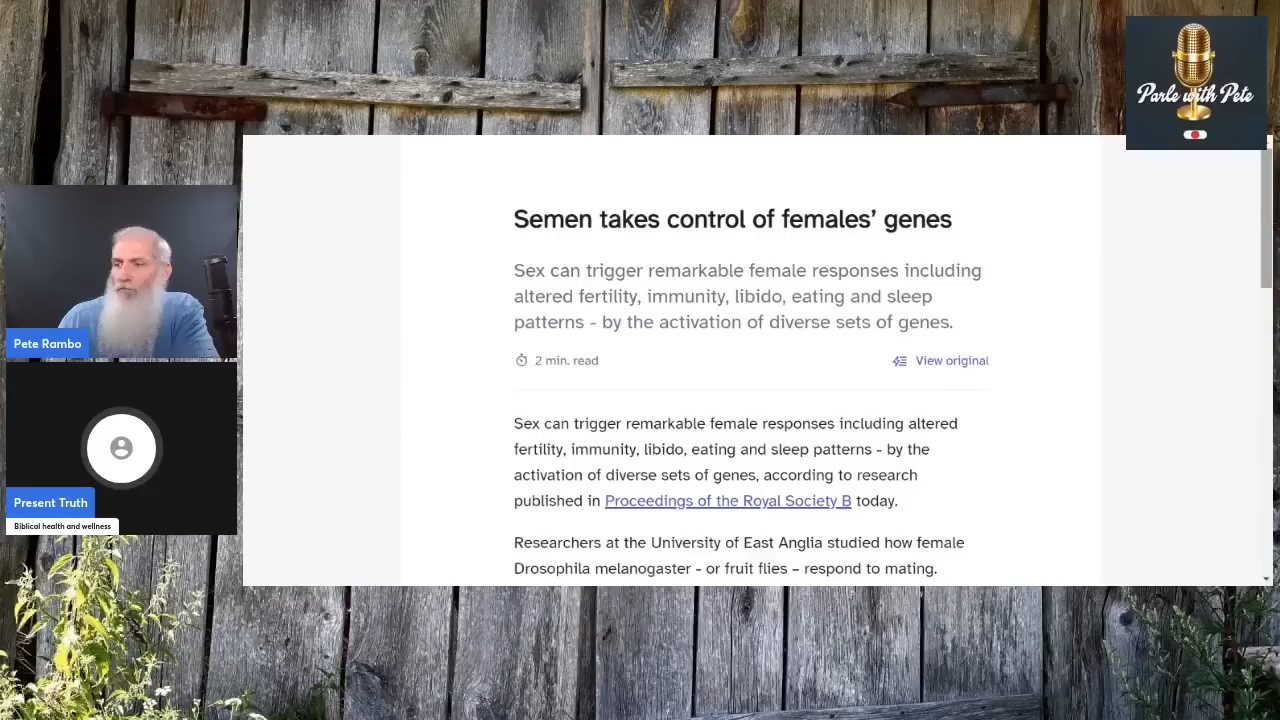 Parle with Pete
Semen takes control of females’ genes
Sex can trigger remarkable female responses including
altered fertility, immunity, libido, eating and sleep
patterns - by the activation of diverse sets of genes.
2 min. read
View original
Sex can trigger remarkable female responses including altered
fertility, immunity, libido, eating and sleep patterns - by the
activation of diverse sets of genes, according to research
published in Proceedings of the Royal Society B today.
Researchers at the University of East Anglia studied how female
Drosophila melanogaster - or fruit flies – respond to mating.
Pete Rambo
Present Truth
Biblical health and wellness